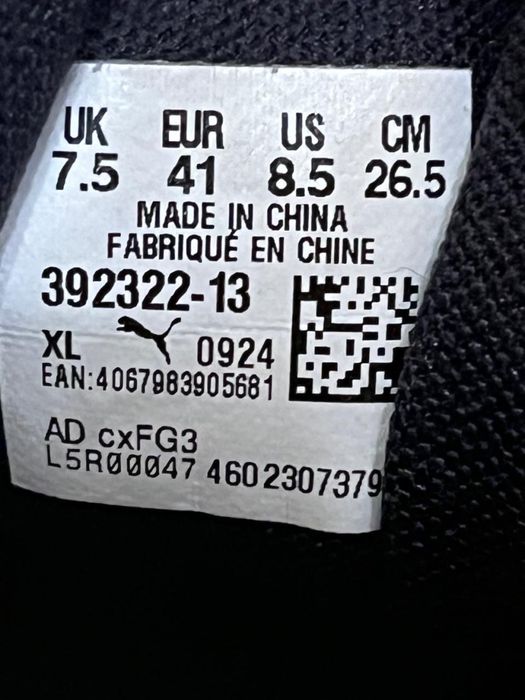 UK EUR US CM
7.5 41 8.5 26.5
MADE IN CHINA
FABRIQUÉ EN CHINE
392322-13
XL 0924
EAN:4067983905681
AD cxFG3
L5R00047 4602307379